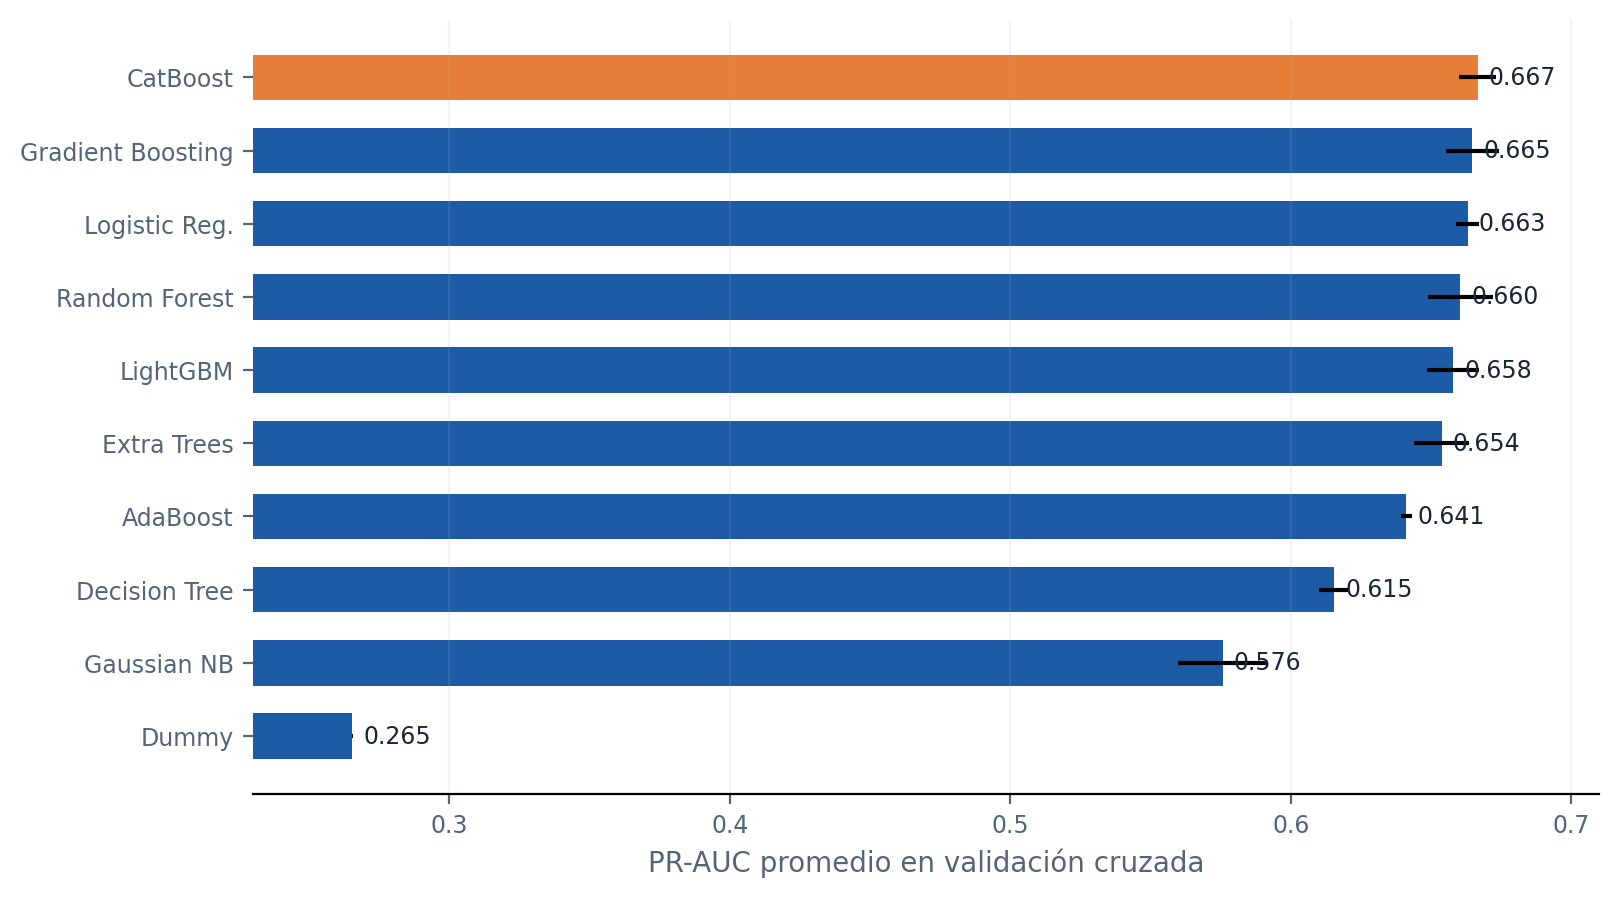 CatBoost 0.667
Gradient Boosting 0.665
Logistic Reg. 0.663
Random Forest 0.660
LightGBM 0.658
Extra Trees 0.654
AdaBoost 0.641
Decision Tree 0.615
Gaussian NB 0.576
Dummy 0.265
0.3 0.4 0.5 0.6 0.7
PR-AUC promedio en validación cruzada